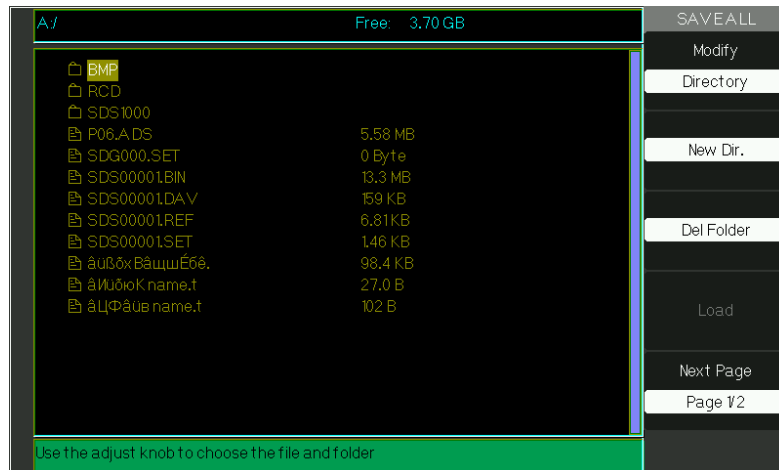 A:/ Free: 3.70 GB
BMP
RCD
SDS1000
P06.ADS 5.58 MB
SDG000.SET 0 Byte
SDS00001.BIN 13.3 MB
SDS00001.DAV 159 KB
SDS00001.REF 6.81 KB
SDS00001.SET 1.46 KB
âüßõx BâщшÉбê. 98.4 KB
âИüõюK name.t 27.0 B
âЦФâüв name.t 102 B
Use the adjust knob to choose the file and folder
SAVEALL
Modify
Directory
New Dir.
Del Folder
Load
Next Page
Page 1/2